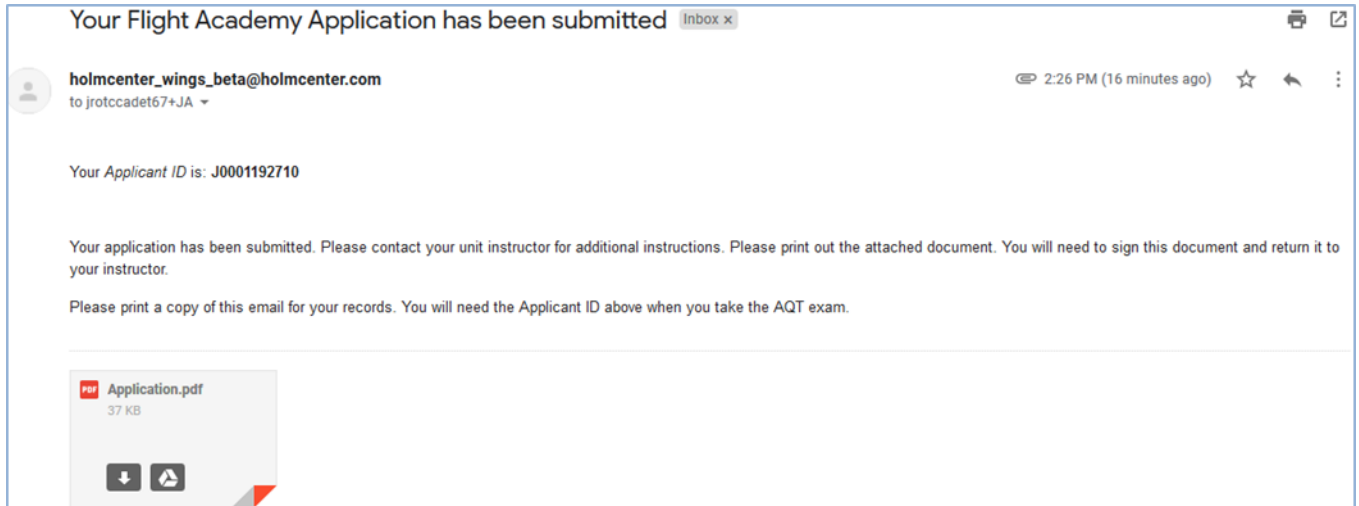 Your Flight Academy Application has been submitted Inbox x
holmcenter_wings_beta@holmcenter.com 2:26 PM (16 minutes ago)
to jrotccadet67+JA
Your Applicant ID is: J0001192710
Your application has been submitted. Please contact your unit instructor for additional instructions. Please print out the attached document. You will need to sign this document and return it to
your instructor.
Please print a copy of this email for your records. You will need the Applicant ID above when you take the AQT exam.
PDF Application.pdf
37 KB